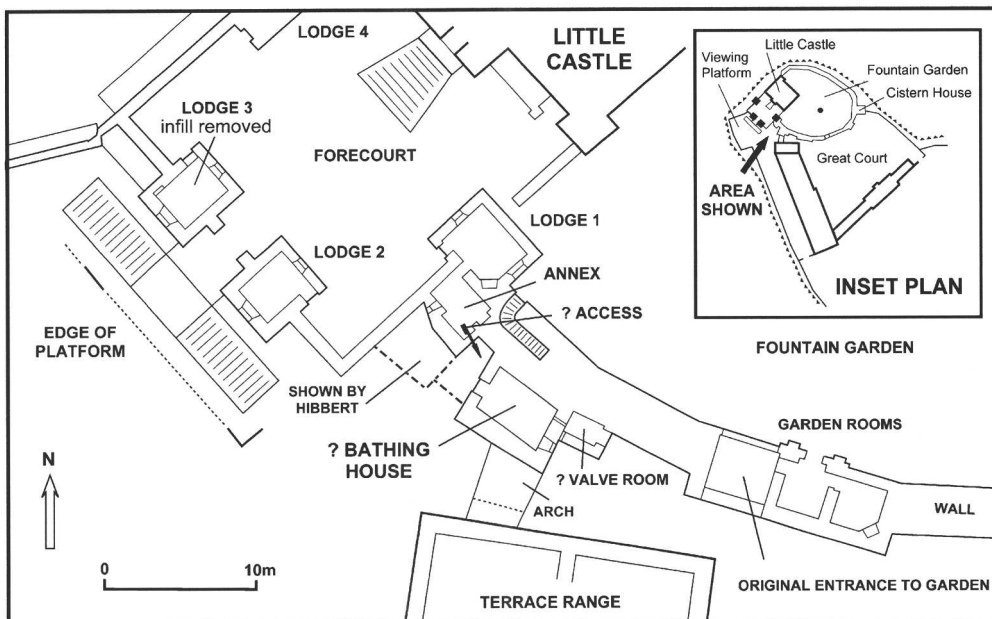 LODGE 4
LITTLE
CASTLE
LODGE 3
infill removed
FORECOURT
LODGE 1
LODGE 2
ANNEX
? ACCESS
EDGE OF
PLATFORM
SHOWN BY
HIBBERT
FOUNTAIN GARDEN
GARDEN ROOMS
? BATHING
HOUSE
? VALVE ROOM
ARCH
WALL
N
0
10m
TERRACE RANGE
ORIGINAL ENTRANCE TO GARDEN
Viewing
Platform
Little Castle
Fountain Garden
Cistern House
Great Court
AREA
SHOWN
INSET PLAN